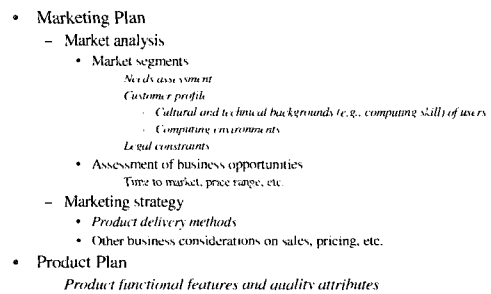 • Marketing Plan
– Market analysis
• Market segments
Needs assessment
Customer profile
· Cultural and technical backgrounds (e.g., computing skill) of users
· Computing environments
Legal constraints
• Assessment of business opportunities
Time to market, price range, etc.
– Marketing strategy
• Product delivery methods
• Other business considerations on sales, pricing, etc.
• Product Plan
Product functional features and quality attributes